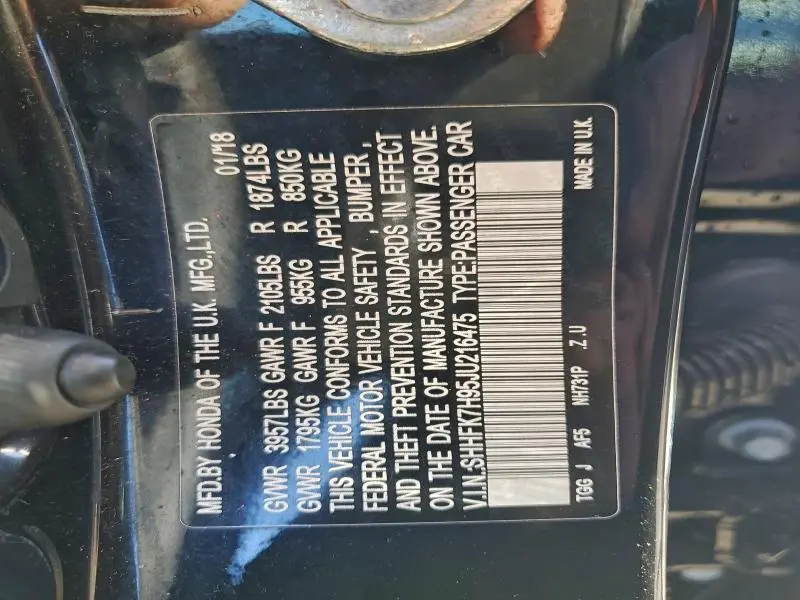 MFD.BY HONDA OF THE U.K. MFG.,LTD. 01/18
GVWR 3957LBS GAWR F 2105LBS R 1874LBS
GVWR 1795KG GAWR F 955KG R 850KG
THIS VEHICLE CONFORMS TO ALL APPLICABLE
FEDERAL MOTOR VEHICLE SAFETY , BUMPER ,
AND THEFT PREVENTION STANDARDS IN EFFECT
ON THE DATE OF MANUFACTURE SHOWN ABOVE.
V.I.N:SHHFK7H95JU216475 TYPE:PASSENGER CAR
TGG J AF5 NH731P .Z .U MADE IN U.K.